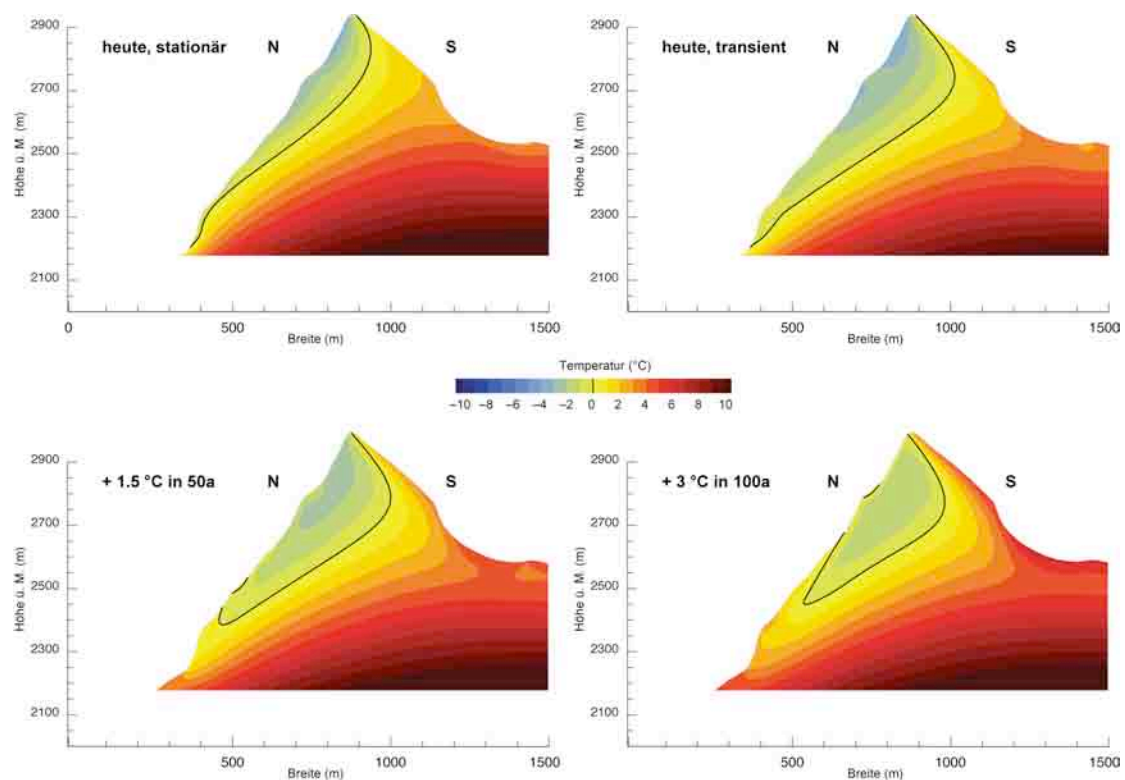 heute, stationär N S
2900
2700
2500
2300
2100
Höhe ü. M. (m)
0 500 1000 1500
Breite (m)
heute, transient N S
2900
2700
2500
2300
2100
Höhe ü. M. (m)
500 1000 1500
Breite (m)
Temperatur (°C)
–10 –8 –6 –4 –2 0 2 4 6 8 10
+ 1.5 °C in 50a N S
2900
2700
2500
2300
2100
Höhe ü. M. (m)
500 1000 1500
Breite (m)
+ 3 °C in 100a N S
2900
2700
2500
2300
2100
Höhe ü. M. (m)
500 1000 1500
Breite (m)